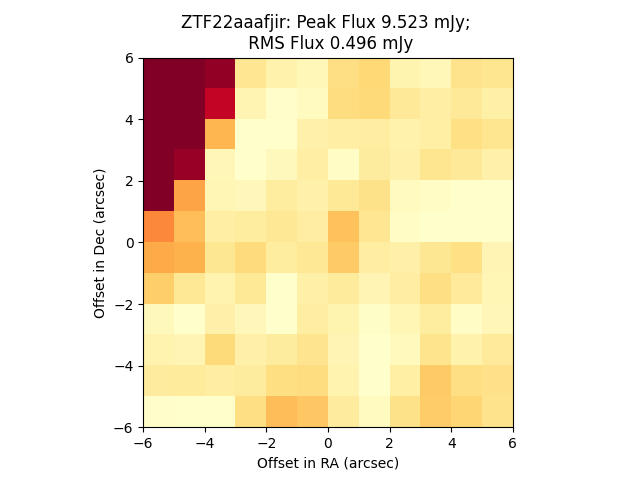 ZTF22aaafjir: Peak Flux 9.523 mJy;
RMS Flux 0.496 mJy
6
4
2
0
−2
−4
−6
Offset in Dec (arcsec)
−6 −4 −2 0 2 4 6
Offset in RA (arcsec)